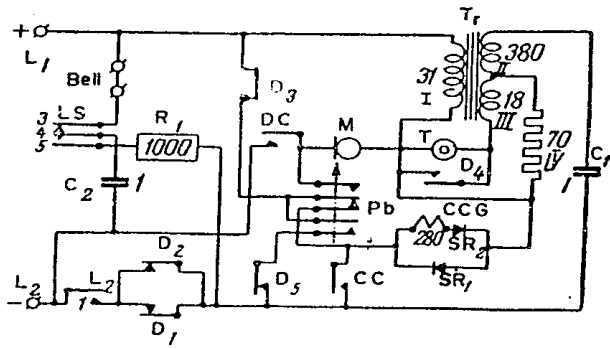 + L1
Bell
3 LS
4
5
R1
1000
C2 1
D3
DC
M
Tr
31
I
380
II
18
III
T
D4
70
IV
C1
1
Pb
CCG
280
SR2
SR1
D2
D5
CC
L2
-
L2
1
D1